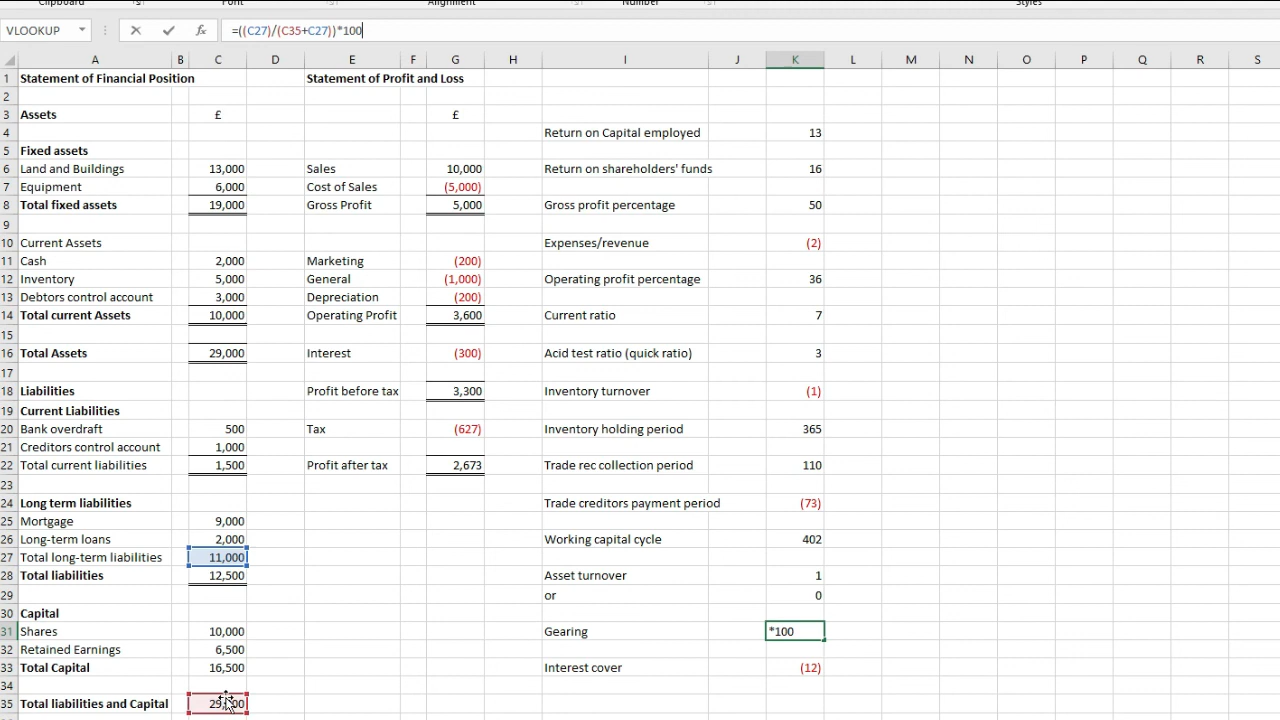 Clipboard Font Alignment Number Styles
VLOOKUP fx =((C27)/(C35+C27))*100
A B C D E F G H I J K L M N O P Q R S
1 Statement of Financial Position Statement of Profit and Loss
2
3 Assets £ £
4 Return on Capital employed 13
5 Fixed assets
6 Land and Buildings 13,000 Sales 10,000 Return on shareholders' funds 16
7 Equipment 6,000 Cost of Sales (5,000)
8 Total fixed assets 19,000 Gross Profit 5,000 Gross profit percentage 50
9
10 Current Assets Expenses/revenue (2)
11 Cash 2,000 Marketing (200)
12 Inventory 5,000 General (1,000) Operating profit percentage 36
13 Debtors control account 3,000 Depreciation (200)
14 Total current Assets 10,000 Operating Profit 3,600 Current ratio 7
15
16 Total Assets 29,000 Interest (300) Acid test ratio (quick ratio) 3
17
18 Liabilities Profit before tax 3,300 Inventory turnover (1)
19 Current Liabilities
20 Bank overdraft 500 Tax (627) Inventory holding period 365
21 Creditors control account 1,000
22 Total current liabilities 1,500 Profit after tax 2,673 Trade rec collection period 110
23
24 Long term liabilities Trade creditors payment period (73)
25 Mortgage 9,000
26 Long-term loans 2,000 Working capital cycle 402
27 Total long-term liabilities 11,000
28 Total liabilities 12,500 Asset turnover 1
29 or 0
30 Capital
31 Shares 10,000 Gearing *100
32 Retained Earnings 6,500
33 Total Capital 16,500 Interest cover (12)
34
35 Total liabilities and Capital